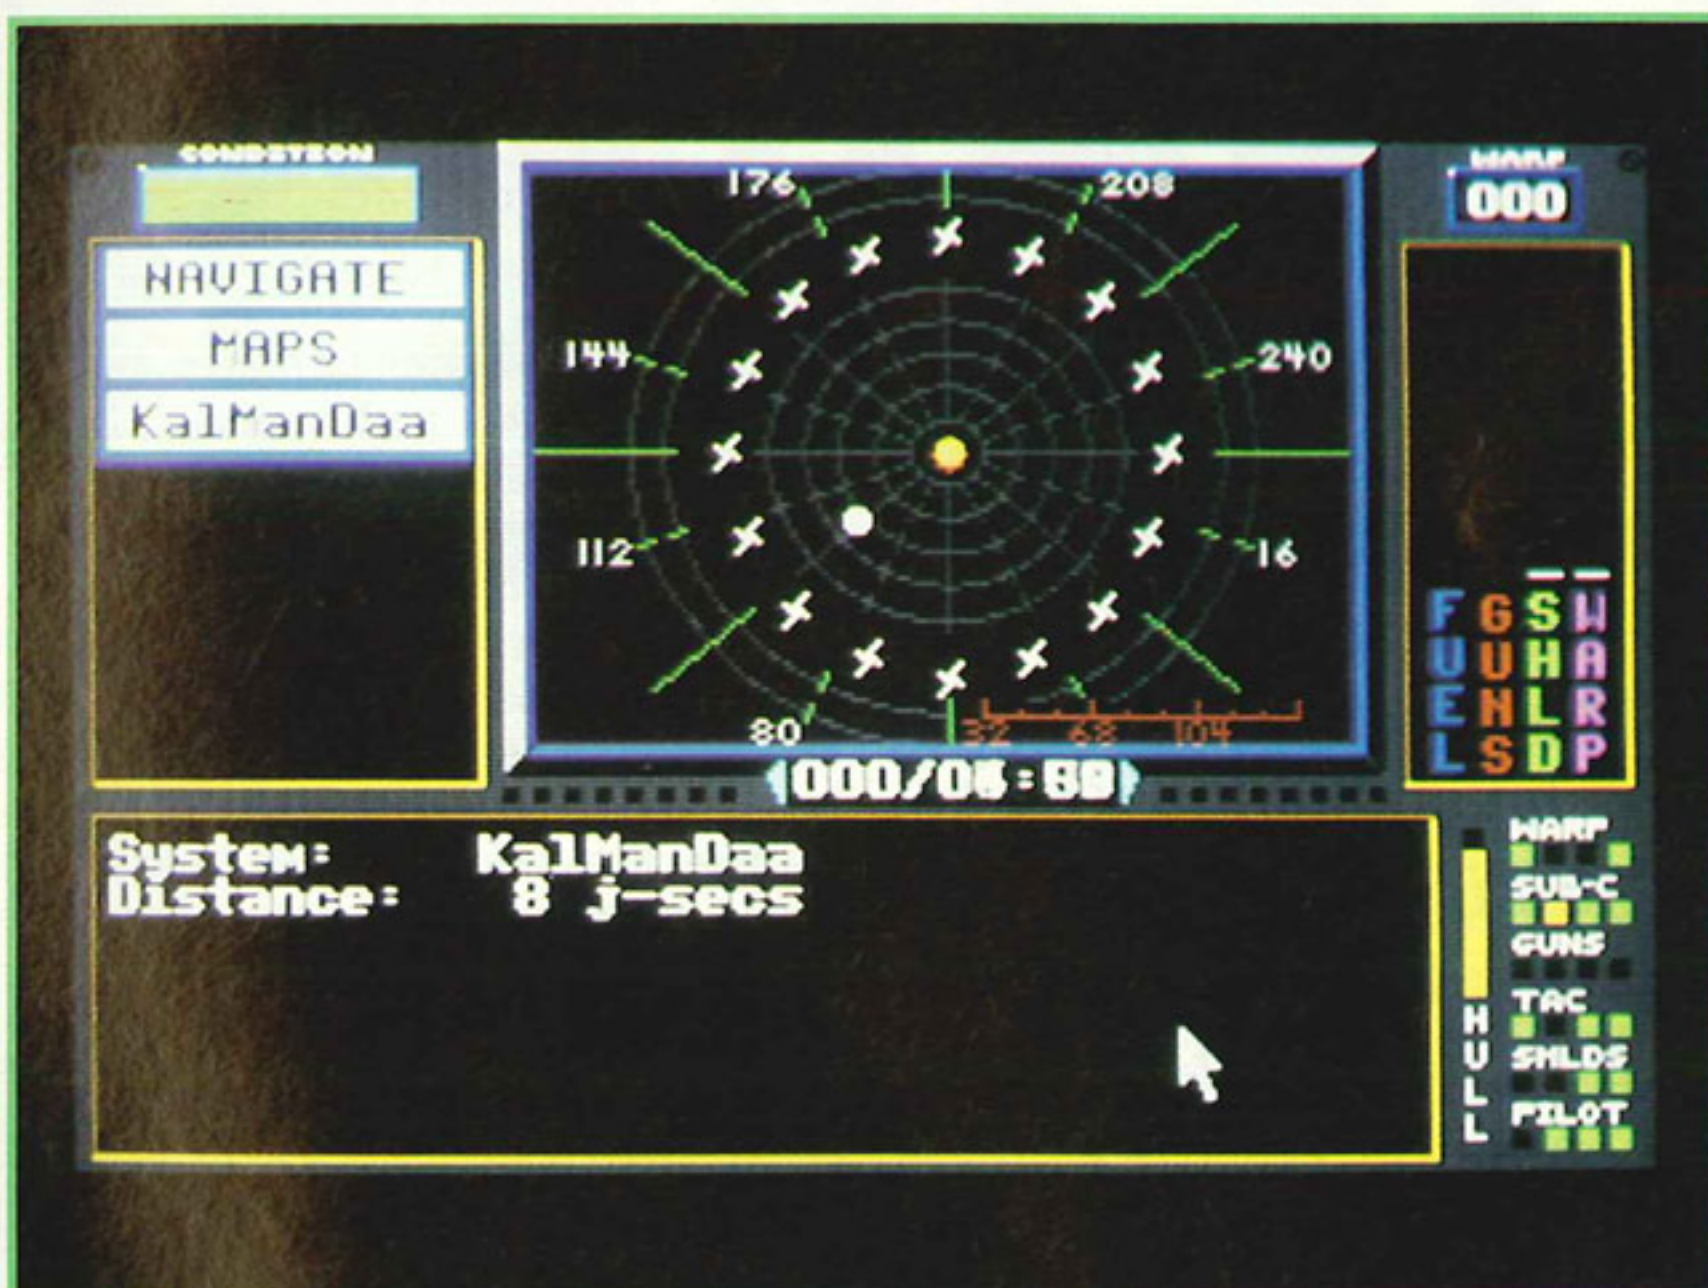 CONDITION
WARP
000
NAVIGATE
MAPS
KalManDaa
176
208
144
240
112
16
80
32 68 104
FUEL
GUNS
SHLD
WARP
System: KalManDaa
Distance: 8 j-secs
HULL
WARP
SUB-C
GUNS
TAC
SHLDS
PILOT